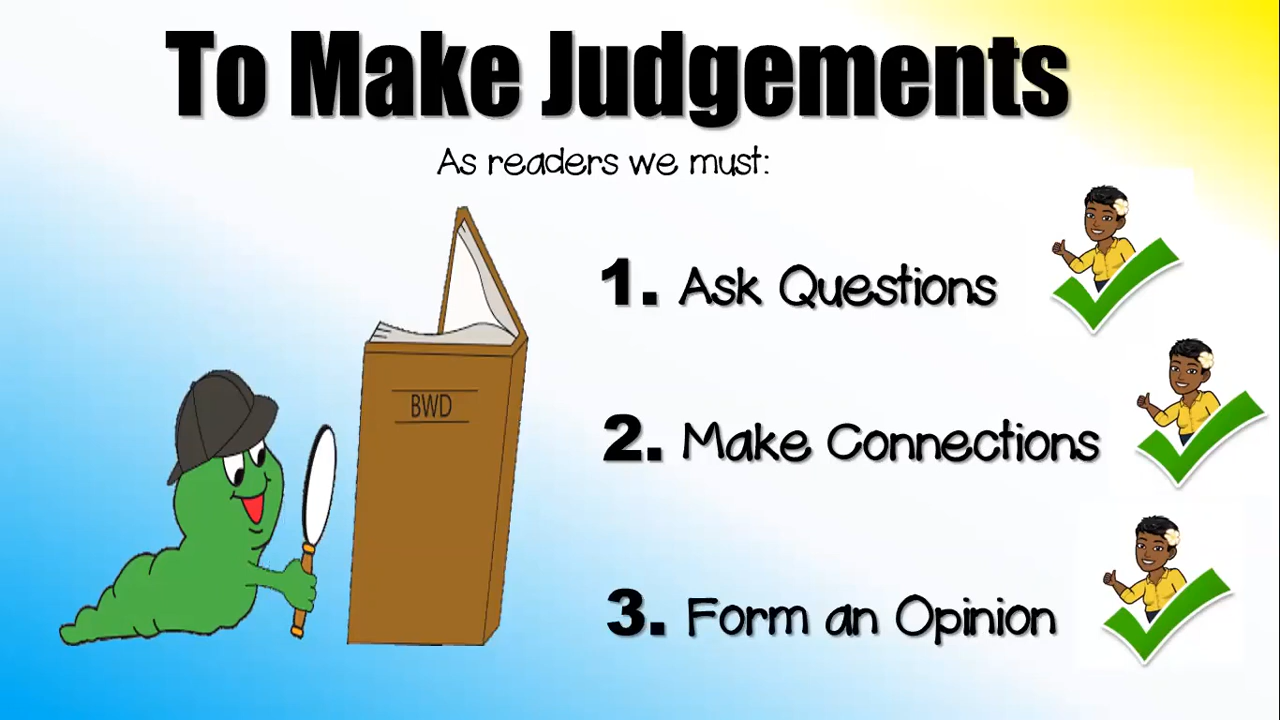 To Make Judgements
As readers we must:
1. Ask Questions
BWD
2. Make Connections
3. Form an Opinion